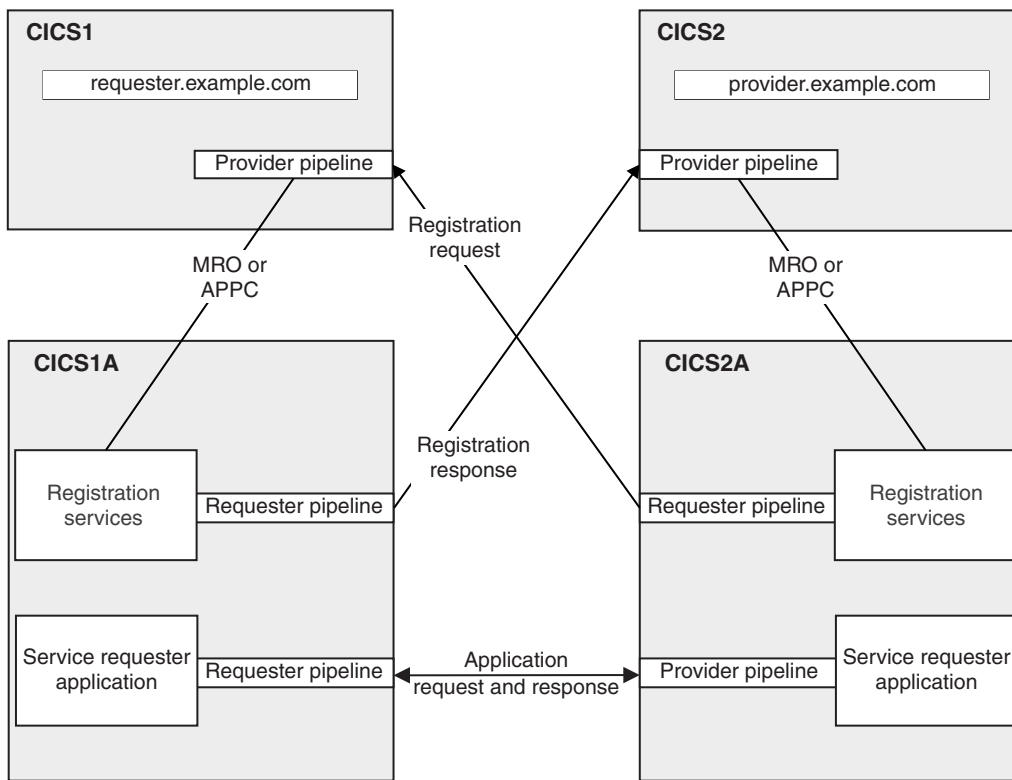 CICS1
requester.example.com
Provider pipeline
CICS2
provider.example.com
Provider pipeline
Registration
request
MRO or
APPC
MRO or
APPC
CICS1A
Registration
services
Requester pipeline
Registration
response
CICS2A
Requester pipeline
Registration
services
Service requester
application
Requester pipeline
Application
request and response
Provider pipeline
Service requester
application